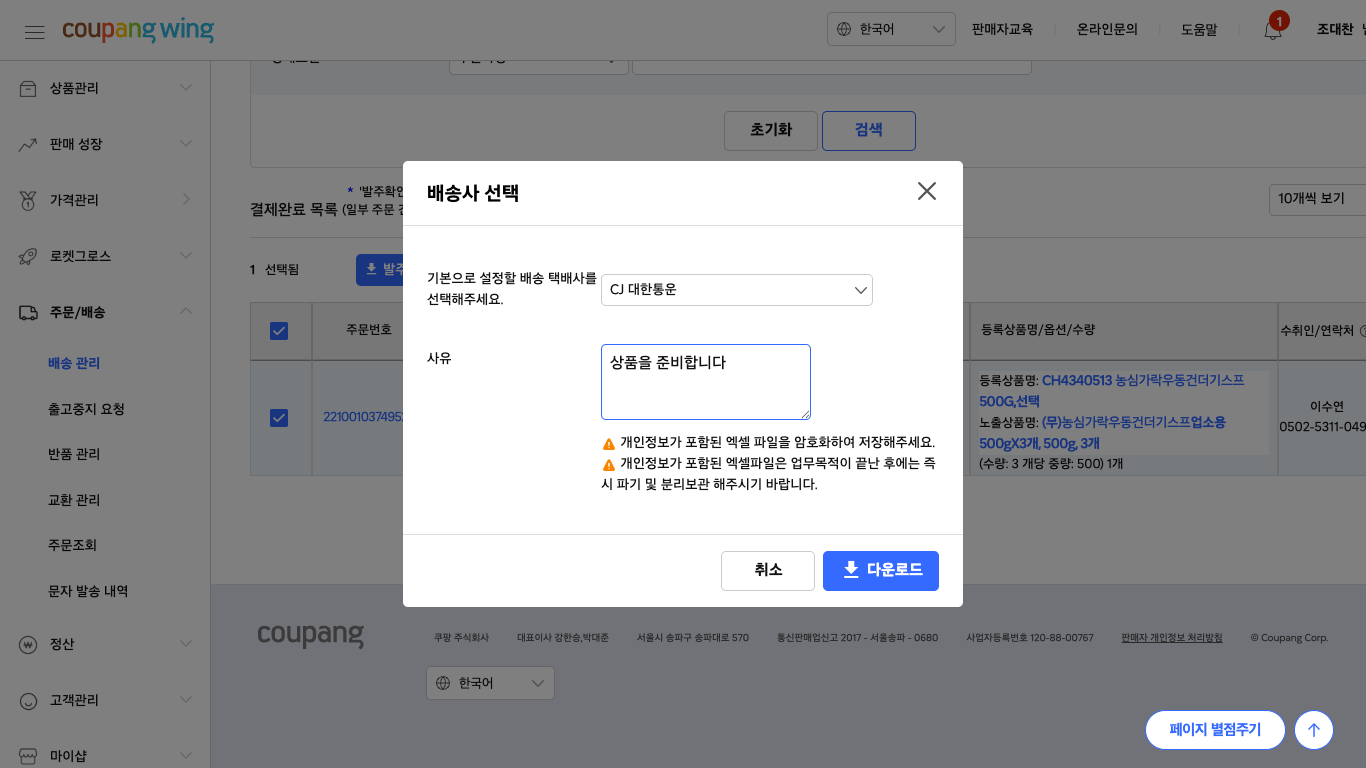 coupang wing
한국어
판매자교육
온라인문의
도움말
1
조대찬
상품관리
판매 성장
가격관리
로켓그로스
주문/배송
배송 관리
출고중지 요청
반품 관리
교환 관리
주문조회
문자 발송 내역
정산
고객관리
마이샵
초기화
검색
* '발주확인
결제완료 목록 (일부 주문 건
10개씩 보기
1 선택됨
발주
주문번호
등록상품명/옵션/수량
수취인/연락처
등록상품명: CH4340513 농심가락우동건더기스프
500G,선택
노출상품명: (무)농심가락우동건더기스프업소용
500gX3개, 500g, 3개
(수량: 3 개당 중량: 500) 1개
이수연
0502-5311-049
배송사 선택
기본으로 설정할 배송 택배사를
선택해주세요.
CJ 대한통운
사유
상품을 준비합니다
개인정보가 포함된 엑셀 파일을 암호화하여 저장해주세요.
개인정보가 포함된 엑셀파일은 업무목적이 끝난 후에는 즉
시 파기 및 분리보관 해주시기 바랍니다.
취소
다운로드
coupang
쿠팡 주식회사
대표이사 강한승,박대준
서울시 송파구 송파대로 570
통신판매업신고 2017 - 서울송파 - 0680
사업자등록번호 120-88-00767
판매자 개인정보 처리방침
© Coupang Corp.
한국어
페이지 별점주기